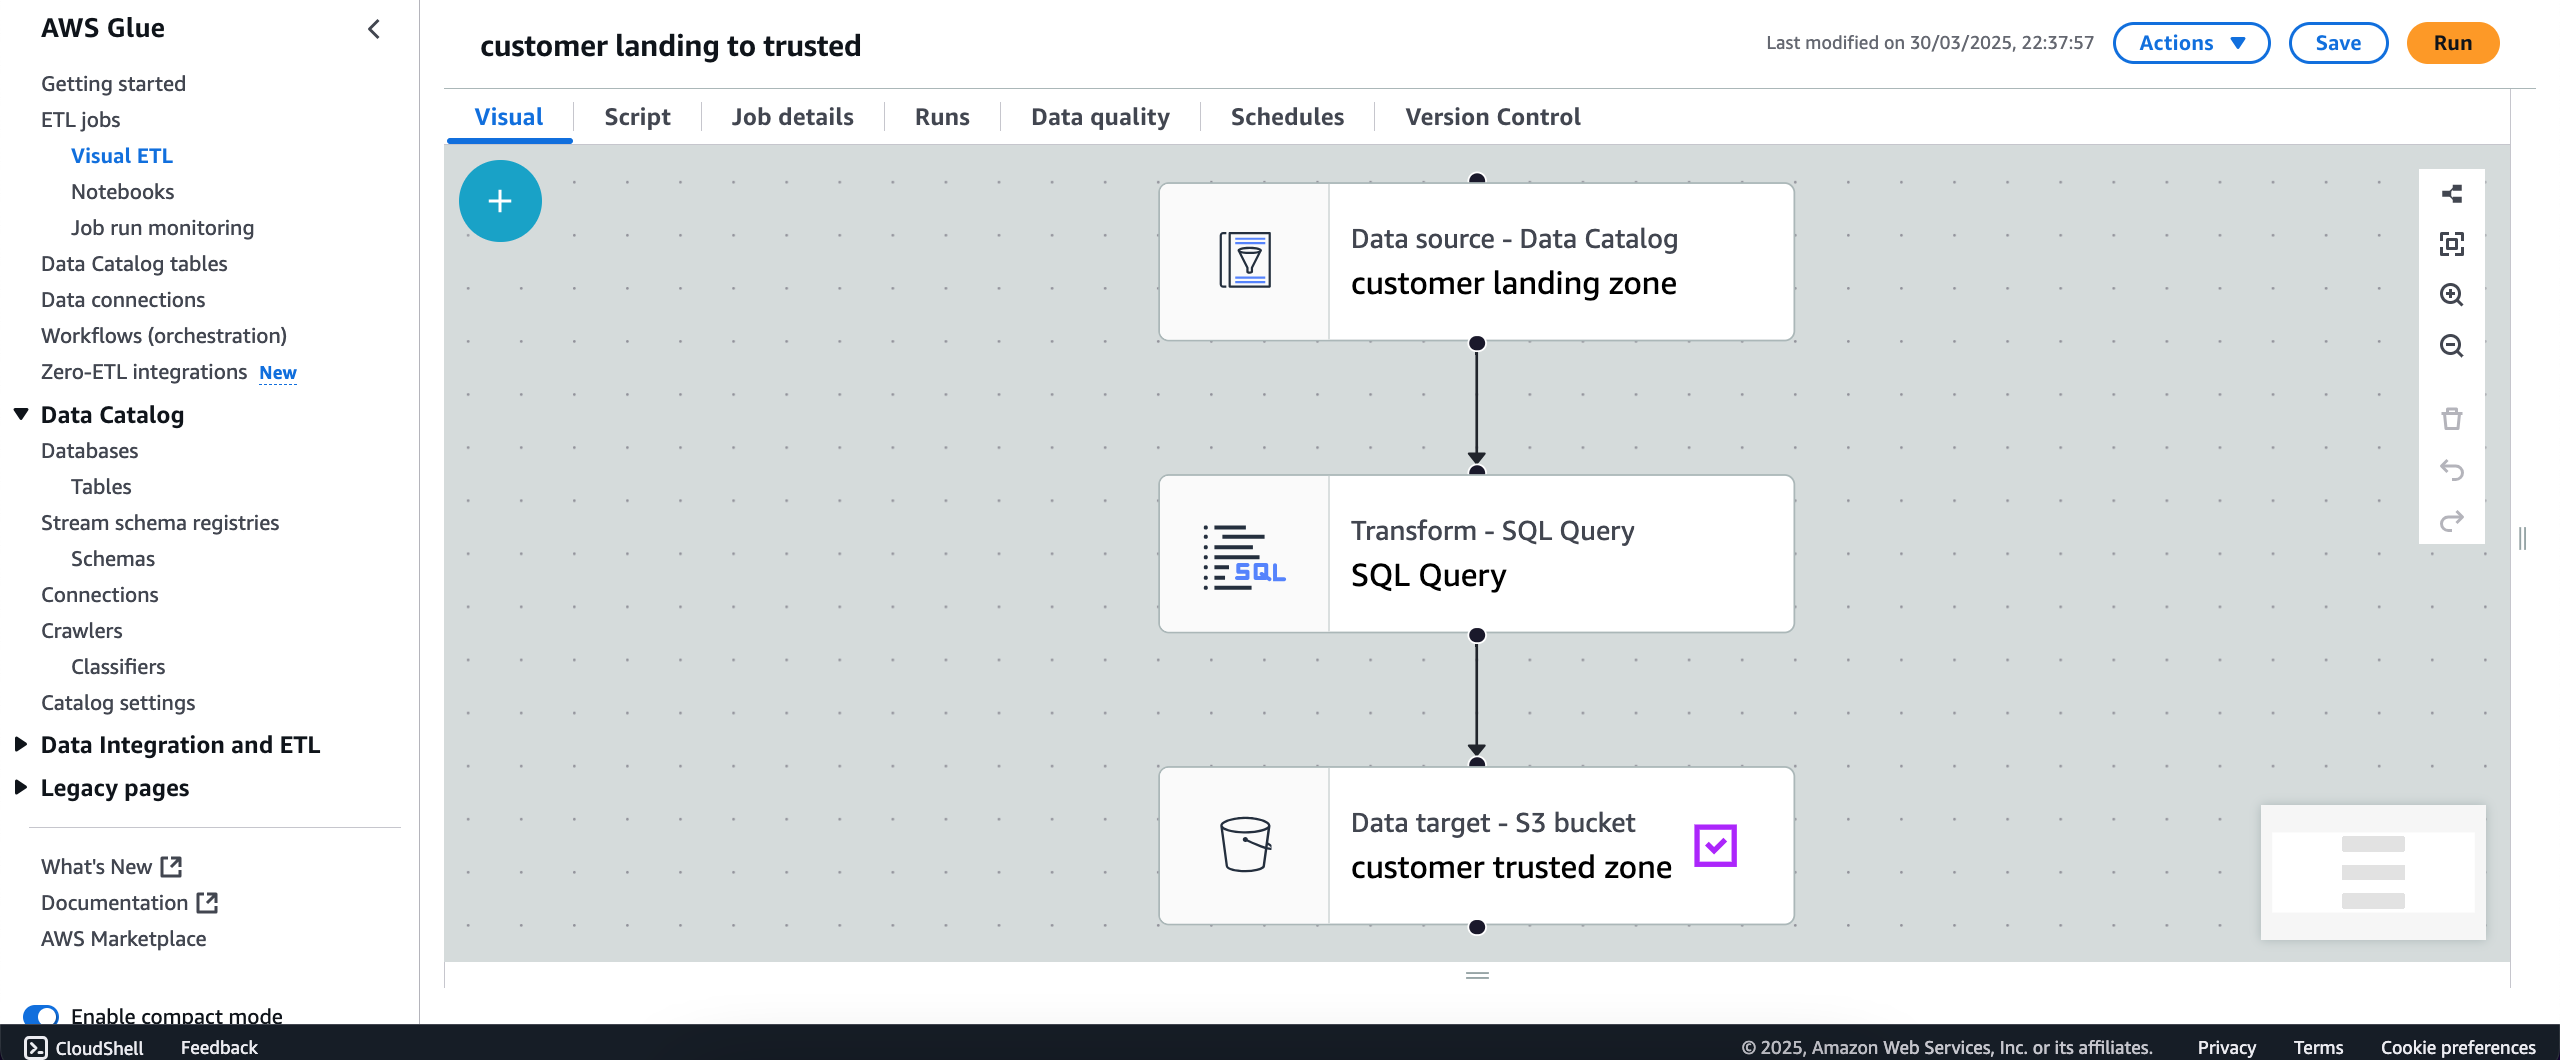 AWS Glue
Getting started
ETL jobs
Visual ETL
Notebooks
Job run monitoring
Data Catalog tables
Data connections
Workflows (orchestration)
Zero-ETL integrations New
Data Catalog
Databases
Tables
Stream schema registries
Schemas
Connections
Crawlers
Classifiers
Catalog settings
Data Integration and ETL
Legacy pages
What's New
Documentation
AWS Marketplace
Enable compact mode
customer landing to trusted
Last modified on 30/03/2025, 22:37:57
Actions
Save
Run
Visual
Script
Job details
Runs
Data quality
Schedules
Version Control
Data source - Data Catalog
customer landing zone
SQL
Transform - SQL Query
SQL Query
Data target - S3 bucket
customer trusted zone
CloudShell
Feedback
© 2025, Amazon Web Services, Inc. or its affiliates.
Privacy
Terms
Cookie preferences